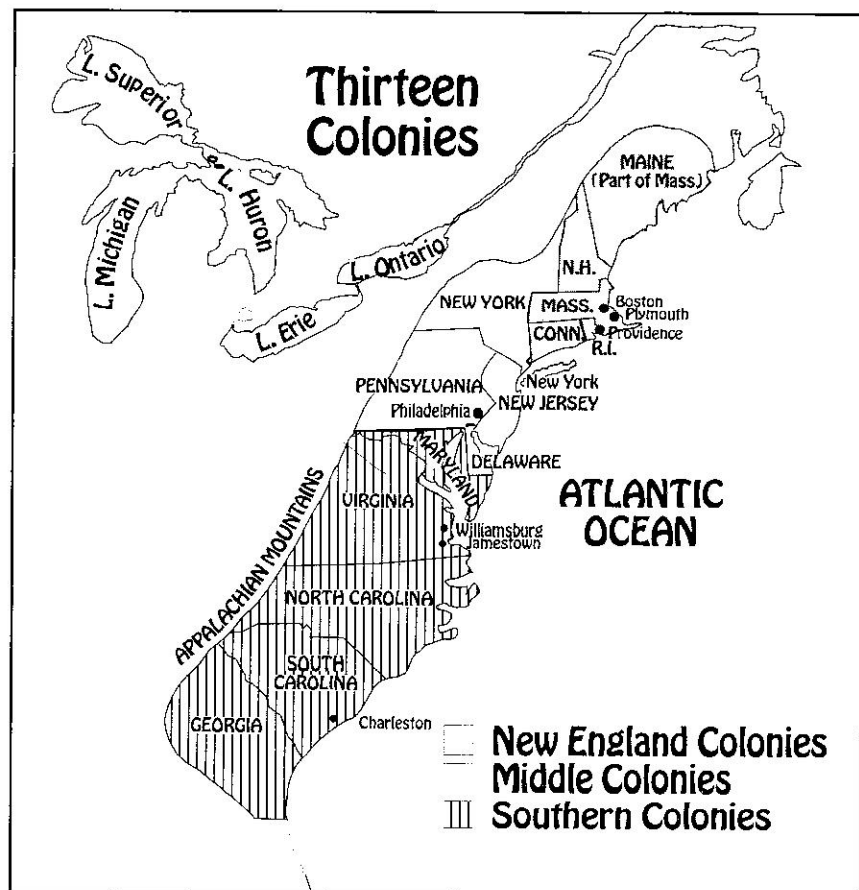 Thirteen
Colonies
L. Superior
L. Auron
L. Michigan
L. Ontario
L. Erie
MAINE
(Part of Mass.)
N.H.
NEW YORK
MASS.
Boston
Plymouth
CONN.
Providence
R.I.
PENNSYLVANIA
New York
NEW JERSEY
Philadelphia
MARYLAND
DELAWARE
VIRGINIA
ATLANTIC
OCEAN
Williamsburg
Jamestown
APPALACHIAN MOUNTAINS
NORTH CAROLINA
SOUTH
CAROLINA
GEORGIA
Charleston
New England Colonies
Middle Colonies
Southern Colonies